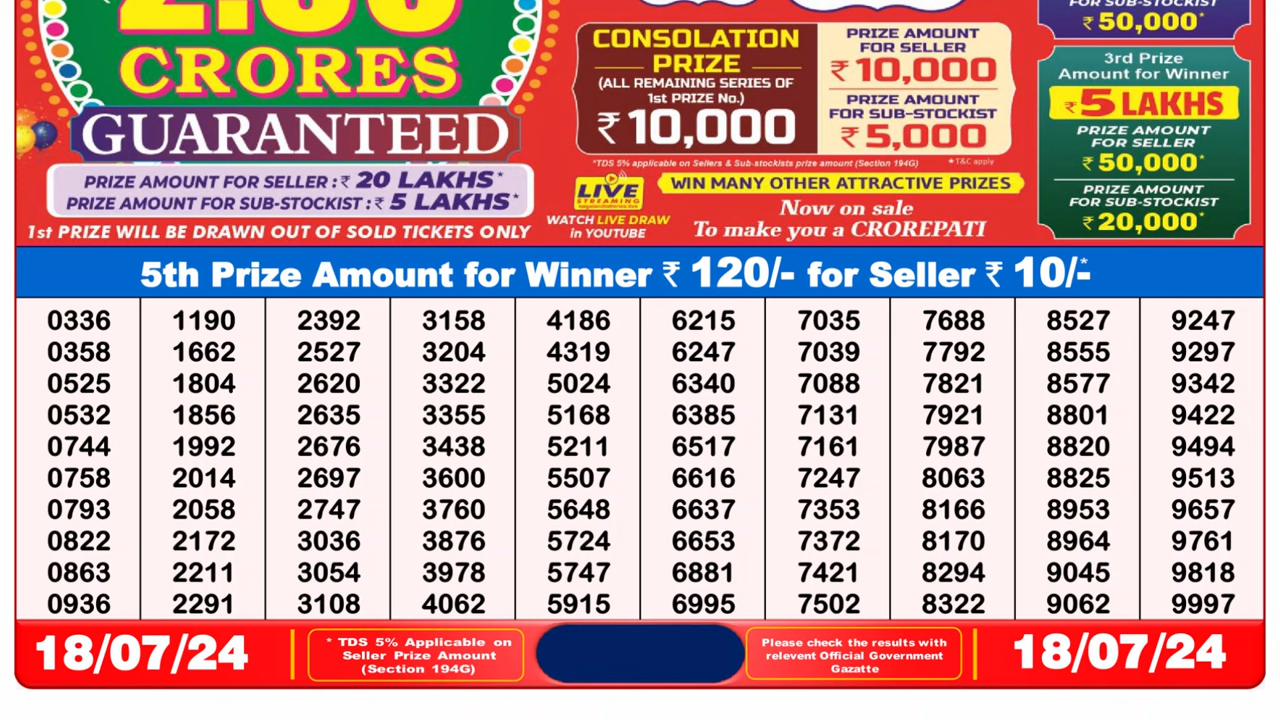 CRORES
GUARANTEED
PRIZE AMOUNT FOR SELLER : ₹ 20 LAKHS*
PRIZE AMOUNT FOR SUB-STOCKIST : ₹ 5 LAKHS*
1st PRIZE WILL BE DRAWN OUT OF SOLD TICKETS ONLY
CONSOLATION
PRIZE
(ALL REMAINING SERIES OF
1st PRIZE No.)
₹ 10,000
PRIZE AMOUNT
FOR SELLER
₹ 10,000
PRIZE AMOUNT
FOR SUB-STOCKIST
₹ 5,000
*TDS 5% applicable on Sellers & Sub-stockists prize amount (Section 194G)
*T&C apply
LIVE
STREAMING
WATCH LIVE DRAW
in YOUTUBE
WIN MANY OTHER ATTRACTIVE PRIZES
Now on sale
To make you a CROREPATI
FOR SUB-STOCKIST
₹ 50,000*
3rd Prize
Amount for Winner
₹ 5 LAKHS
PRIZE AMOUNT
FOR SELLER
₹ 50,000*
PRIZE AMOUNT
FOR SUB-STOCKIST
₹ 20,000*
5th Prize Amount for Winner ₹ 120/- for Seller ₹ 10/-*
0336 1190 2392 3158 4186 6215 7035 7688 8527 9247
0358 1662 2527 3204 4319 6247 7039 7792 8555 9297
0525 1804 2620 3322 5024 6340 7088 7821 8577 9342
0532 1856 2635 3355 5168 6385 7131 7921 8801 9422
0744 1992 2676 3438 5211 6517 7161 7987 8820 9494
0758 2014 2697 3600 5507 6616 7247 8063 8825 9513
0793 2058 2747 3760 5648 6637 7353 8166 8953 9657
0822 2172 3036 3876 5724 6653 7372 8170 8964 9761
0863 2211 3054 3978 5747 6881 7421 8294 9045 9818
0936 2291 3108 4062 5915 6995 7502 8322 9062 9997
18/07/24
* TDS 5% Applicable on
Seller Prize Amount
(Section 194G)
Please check the results with
relevent Official Government
Gazatte
18/07/24